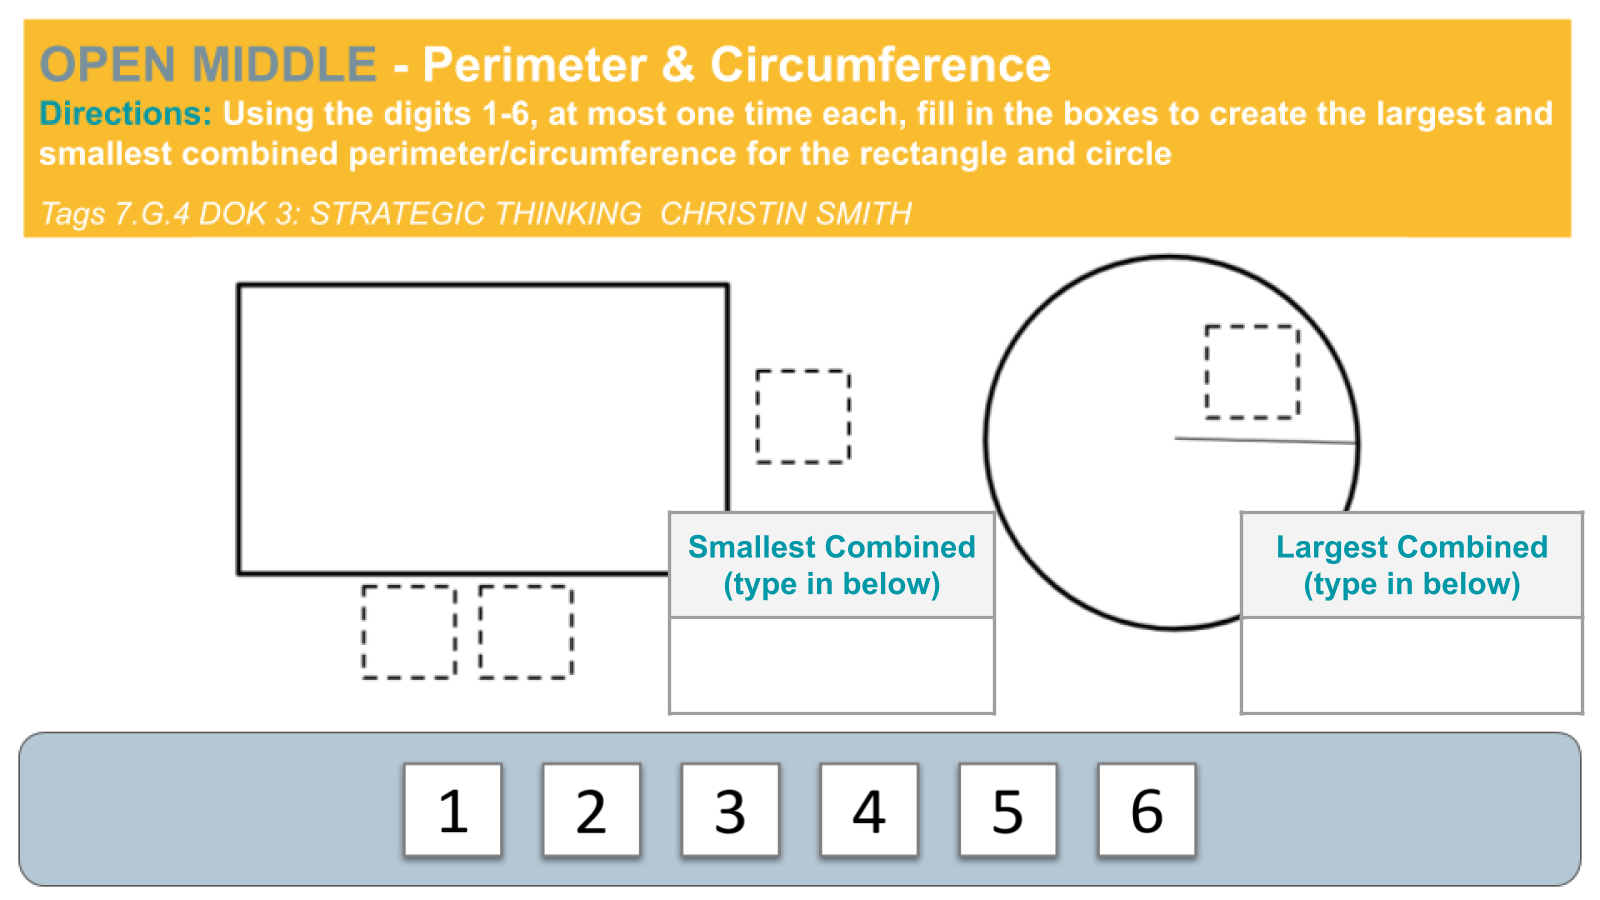 OPEN MIDDLE - Perimeter & Circumference
Directions: Using the digits 1-6, at most one time each, fill in the boxes to create the largest and
smallest combined perimeter/circumference for the rectangle and circle
Tags 7.G.4 DOK 3: STRATEGIC THINKING  CHRISTIN SMITH
Smallest Combined
(type in below)
Largest Combined
(type in below)
1 2 3 4 5 6